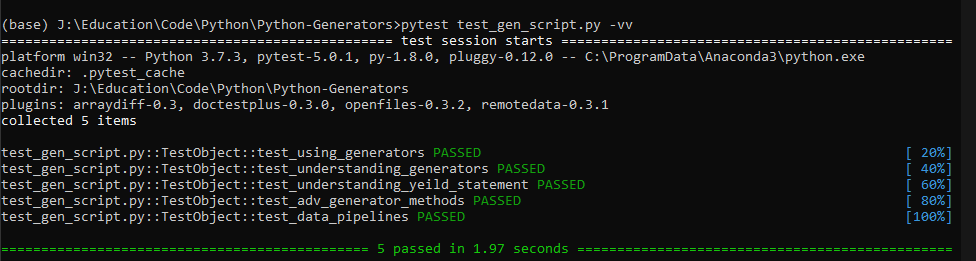 (base) J:\Education\Code\Python\Python-Generators>pytest test_gen_script.py -vv
================================================= test session starts =================================================
platform win32 -- Python 3.7.3, pytest-5.0.1, py-1.8.0, pluggy-0.12.0 -- C:\ProgramData\Anaconda3\python.exe
cachedir: .pytest_cache
rootdir: J:\Education\Code\Python\Python-Generators
plugins: arraydiff-0.3, doctestplus-0.3.0, openfiles-0.3.2, remotedata-0.3.1
collected 5 items
test_gen_script.py::TestObject::test_using_generators PASSED [ 20%]
test_gen_script.py::TestObject::test_understanding_generators PASSED [ 40%]
test_gen_script.py::TestObject::test_understanding_yeild_statement PASSED [ 60%]
test_gen_script.py::TestObject::test_adv_generator_methods PASSED [ 80%]
test_gen_script.py::TestObject::test_data_pipelines PASSED [100%]
============================================== 5 passed in 1.97 seconds ===============================================